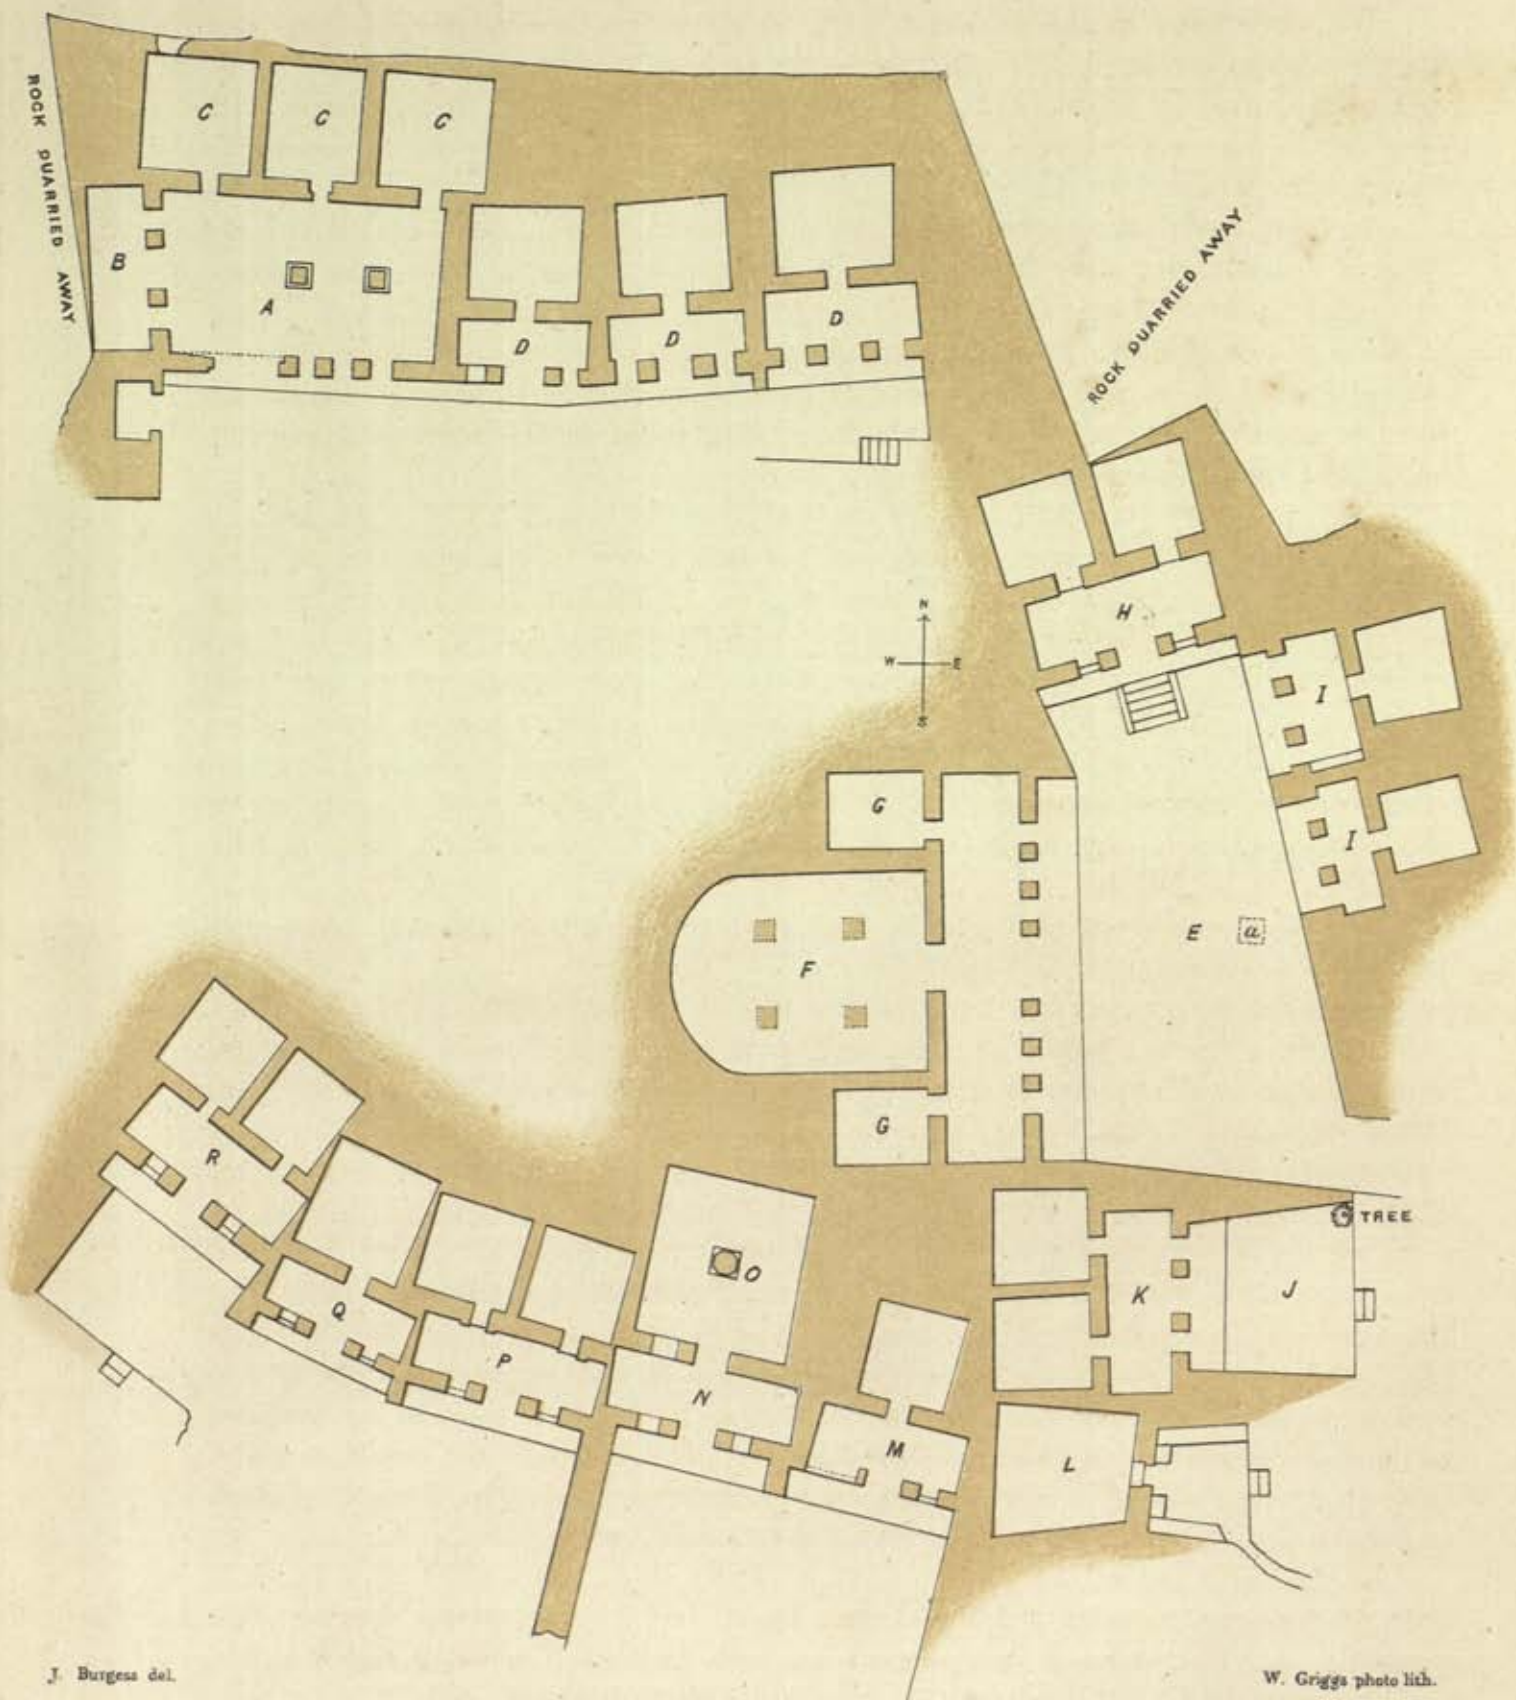 C C C
ROCK QUARRIED AWAY
B
A
D D D
ROCK QUARRIED AWAY
N
W E
S
H
I
I
G
E a
F
G
R
TREE
O
K
J
Q
P
N
M
L
J. Burgess del.
W. Griggs photo lith.